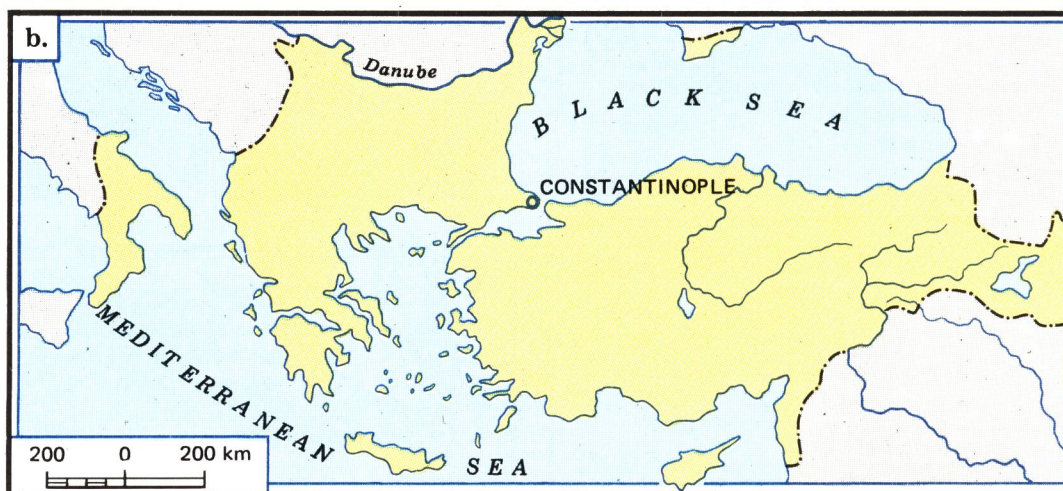 b.
Danube
BLACK SEA
CONSTANTINOPLE
MEDITERRANEAN SEA
200 0 200 km